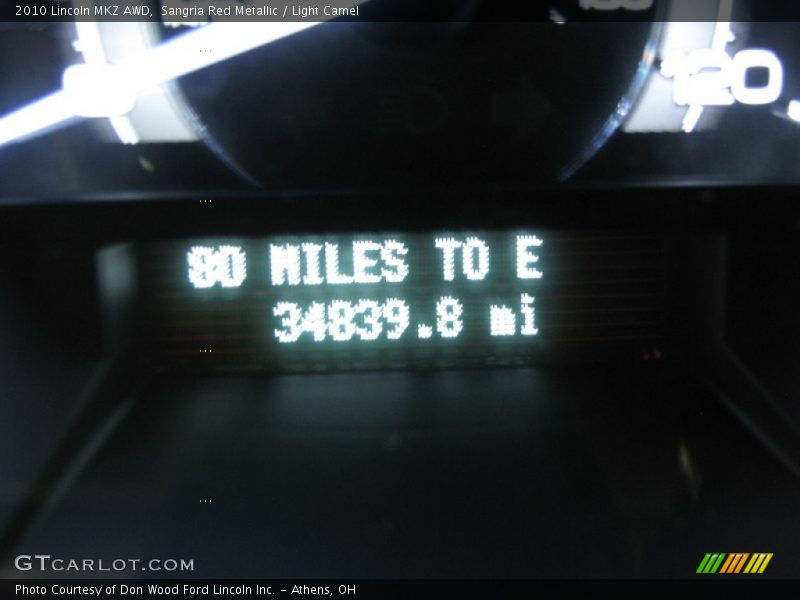 2010 Lincoln MKZ AWD, Sangria Red Metallic / Light Camel
120
80 MILES TO E
34839.8 mi
GTCARLOT.COM
Photo Courtesy of Don Wood Ford Lincoln Inc. - Athens, OH